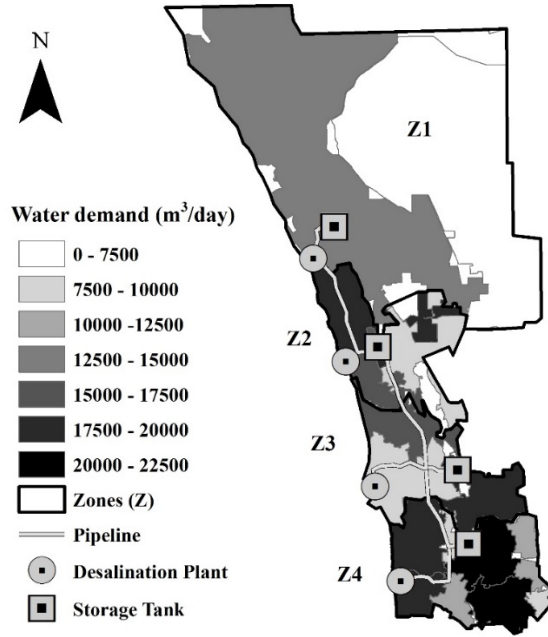 N
Z1
Water demand (m³/day)
0 - 7500
7500 - 10000
10000 -12500
12500 - 15000
15000 - 17500
17500 - 20000
20000 - 22500
Zones (Z)
Pipeline
Desalination Plant
Storage Tank
Z2
Z3
Z4